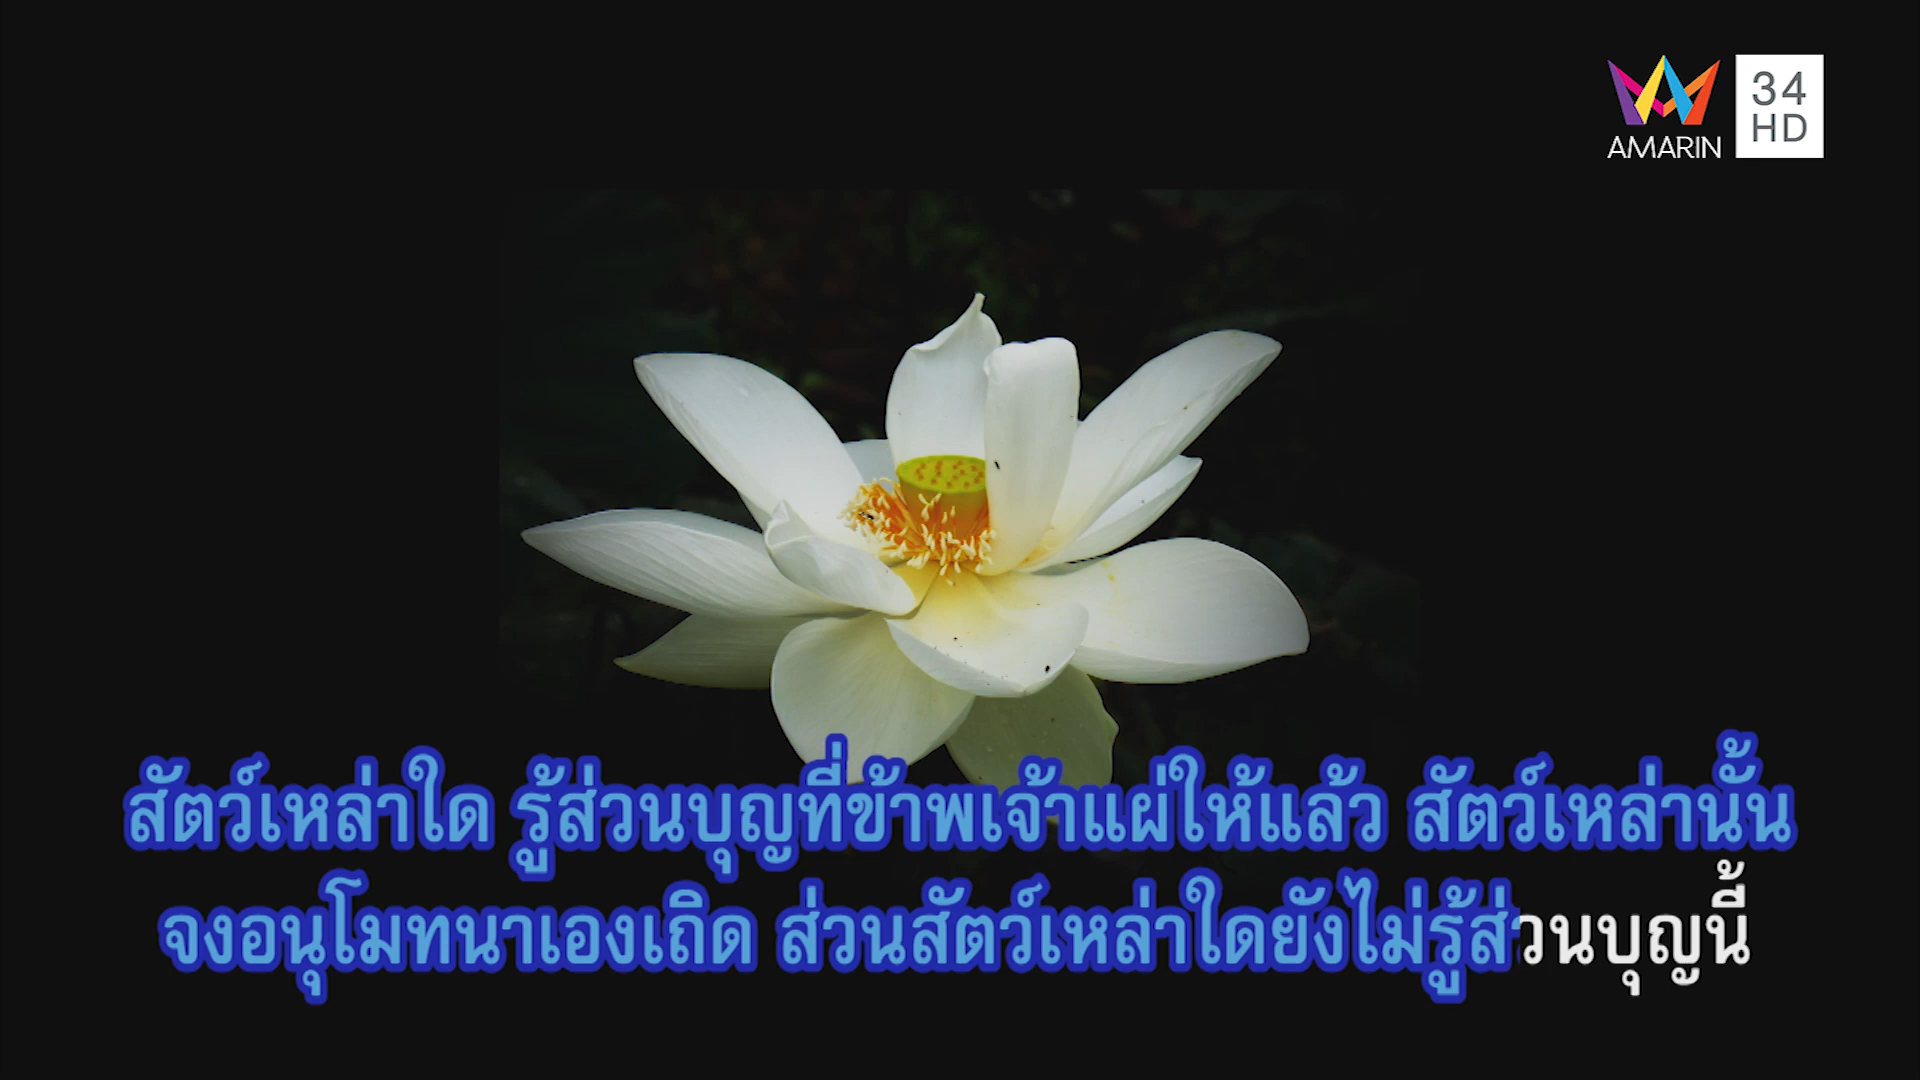 AMARIN
34
HD
สัตว์เหล่าใด รู้ส่วนบุญที่ข้าพเจ้าแผ่ให้แล้ว สัตว์เหล่านั้น
จงอนุโมทนาเองเถิด ส่วนสัตว์เหล่าใดยังไม่รู้ส่วนบุญนี้